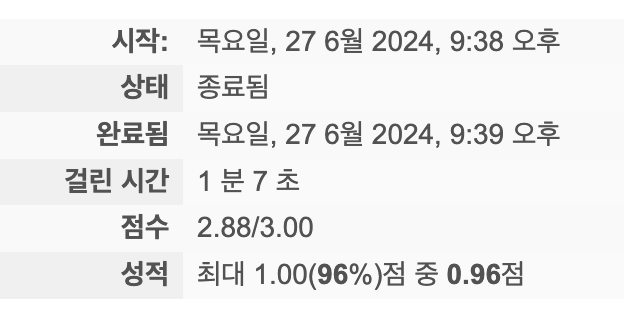 시작: 목요일, 27 6월 2024, 9:38 오후
상태 종료됨
완료됨 목요일, 27 6월 2024, 9:39 오후
걸린 시간 1 분 7 초
점수 2.88/3.00
성적 최대 1.00(96%)점 중 0.96점